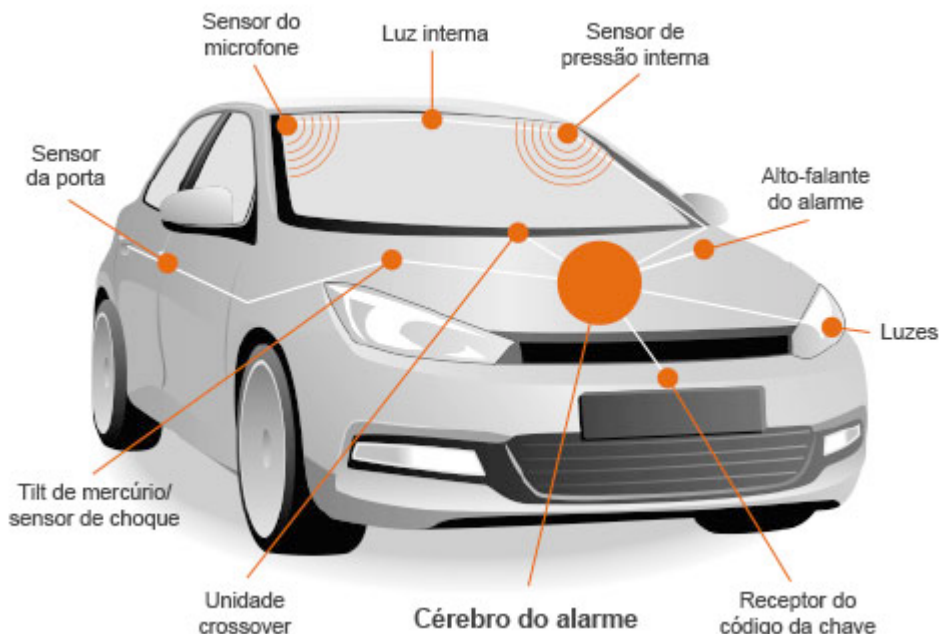 Sensor do
microfone
Luz interna
Sensor de
pressão interna
Sensor
da porta
Alto-falante
do alarme
Luzes
Tilt de mercúrio/
sensor de choque
Unidade
crossover
Cérebro do alarme
Receptor do
código da chave